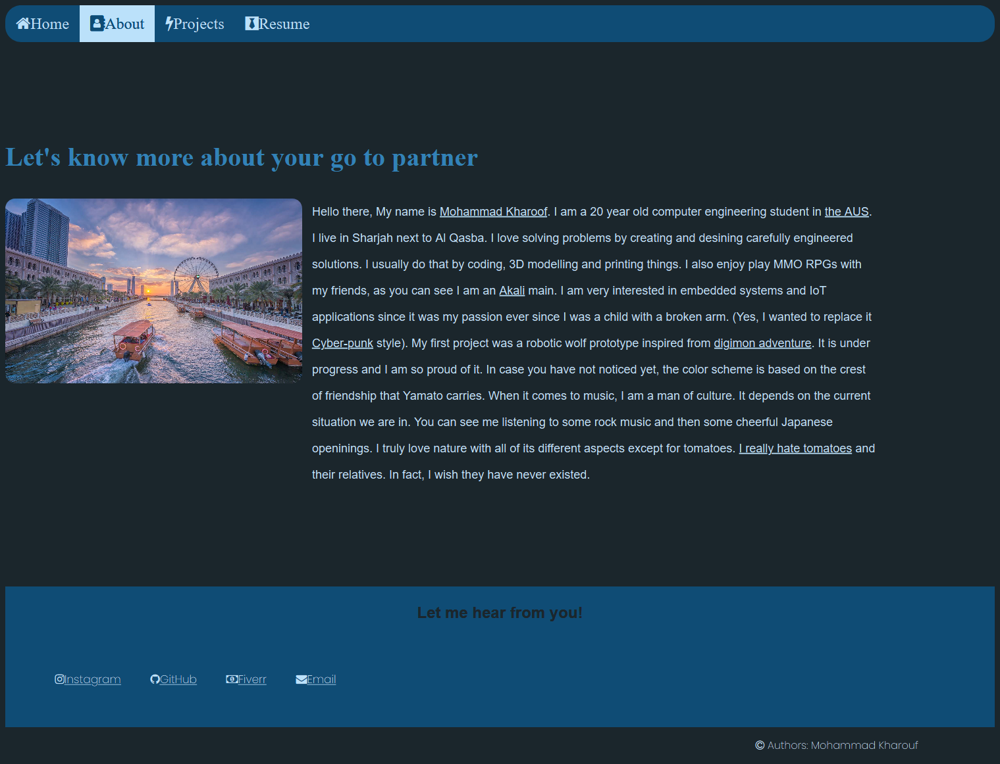 Home About Projects Resume
Let's know more about your go to partner
Hello there, My name is Mohammad Kharoof. I am a 20 year old computer engineering student in the AUS.
I live in Sharjah next to Al Qasba. I love solving problems by creating and desining carefully engineered
solutions. I usually do that by coding, 3D modelling and printing things. I also enjoy play MMO RPGs with
my friends, as you can see I am an Akali main. I am very interested in embedded systems and IoT
applications since it was my passion ever since I was a child with a broken arm. (Yes, I wanted to replace it
Cyber-punk style). My first project was a robotic wolf prototype inspired from digimon adventure. It is under
progress and I am so proud of it. In case you have not noticed yet, the color scheme is based on the crest
of friendship that Yamato carries. When it comes to music, I am a man of culture. It depends on the current
situation we are in. You can see me listening to some rock music and then some cheerful Japanese
openinings. I truly love nature with all of its different aspects except for tomatoes. I really hate tomatoes and
their relatives. In fact, I wish they have never existed.
Let me hear from you!
Instagram GitHub Fiverr Email
© Authors: Mohammad Kharouf